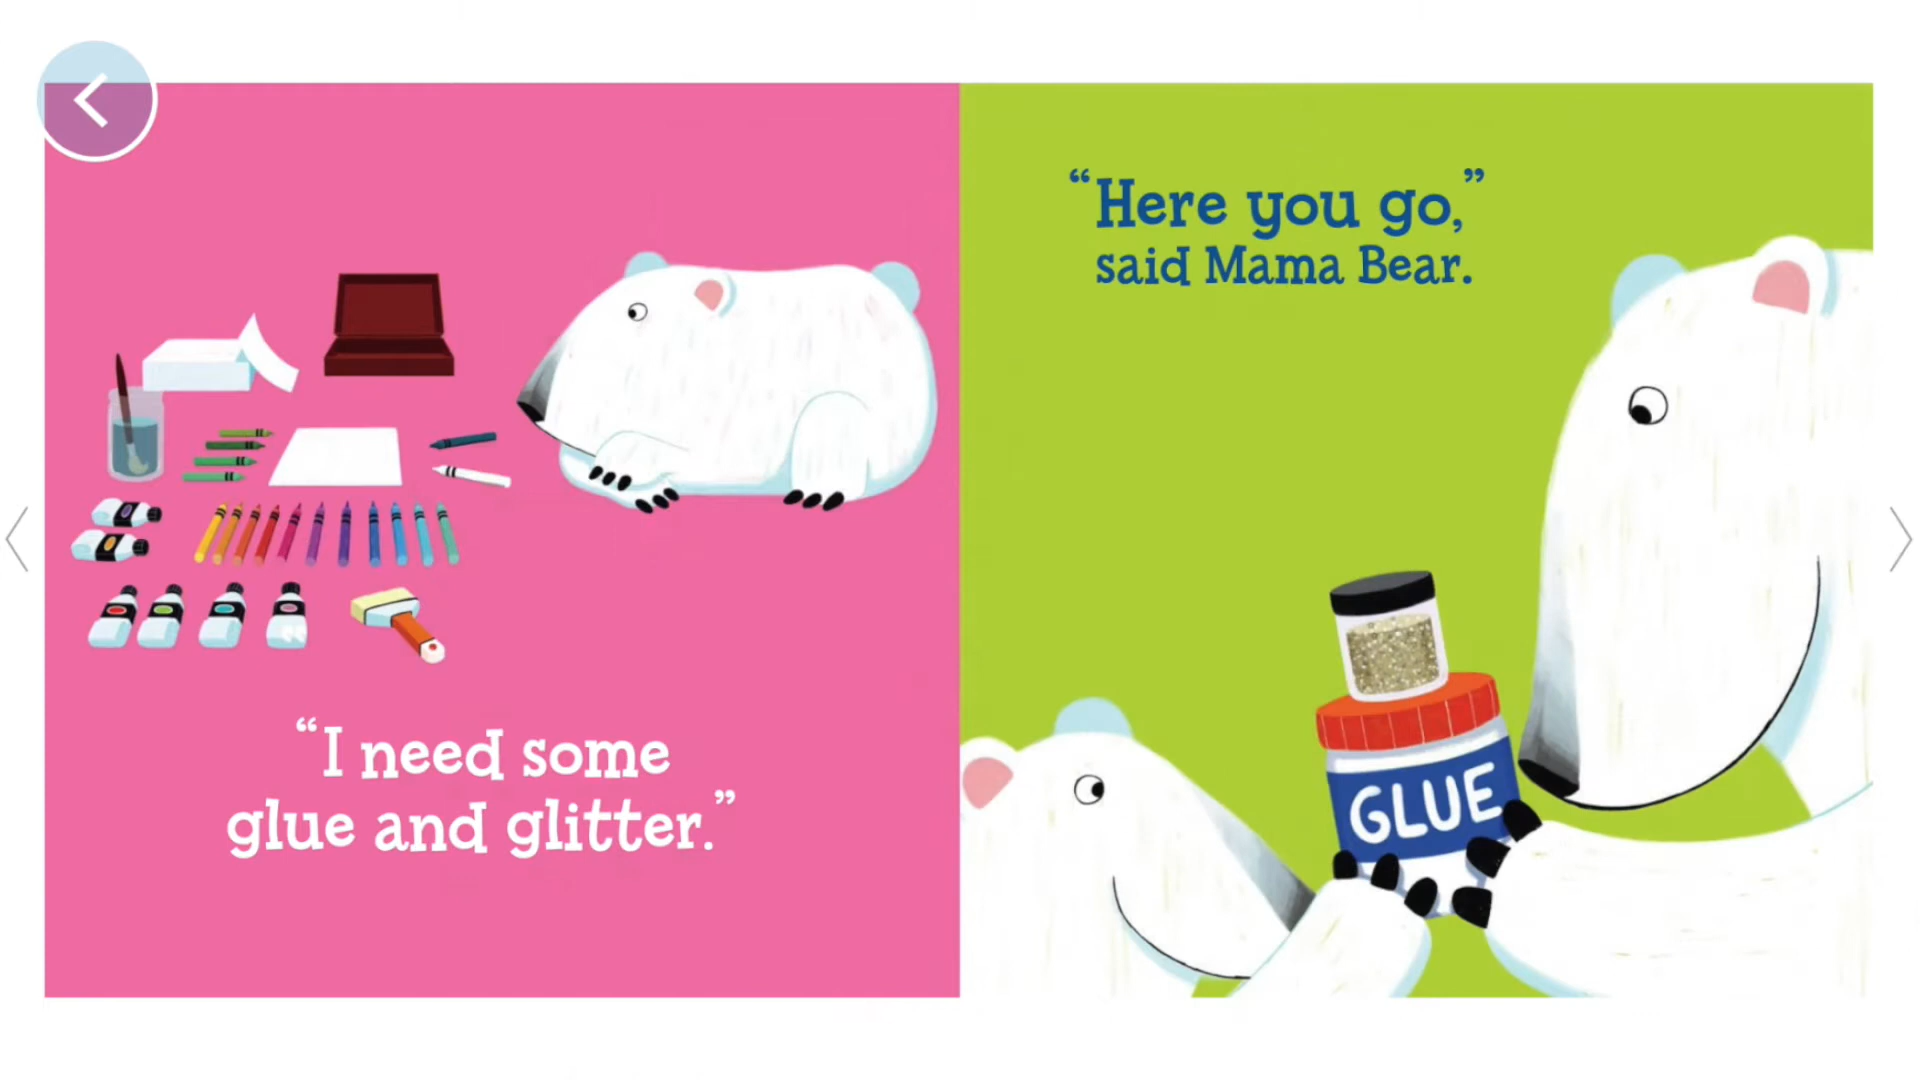 “I need some
glue and glitter.”
“Here you go,”
said Mama Bear.
GLUE